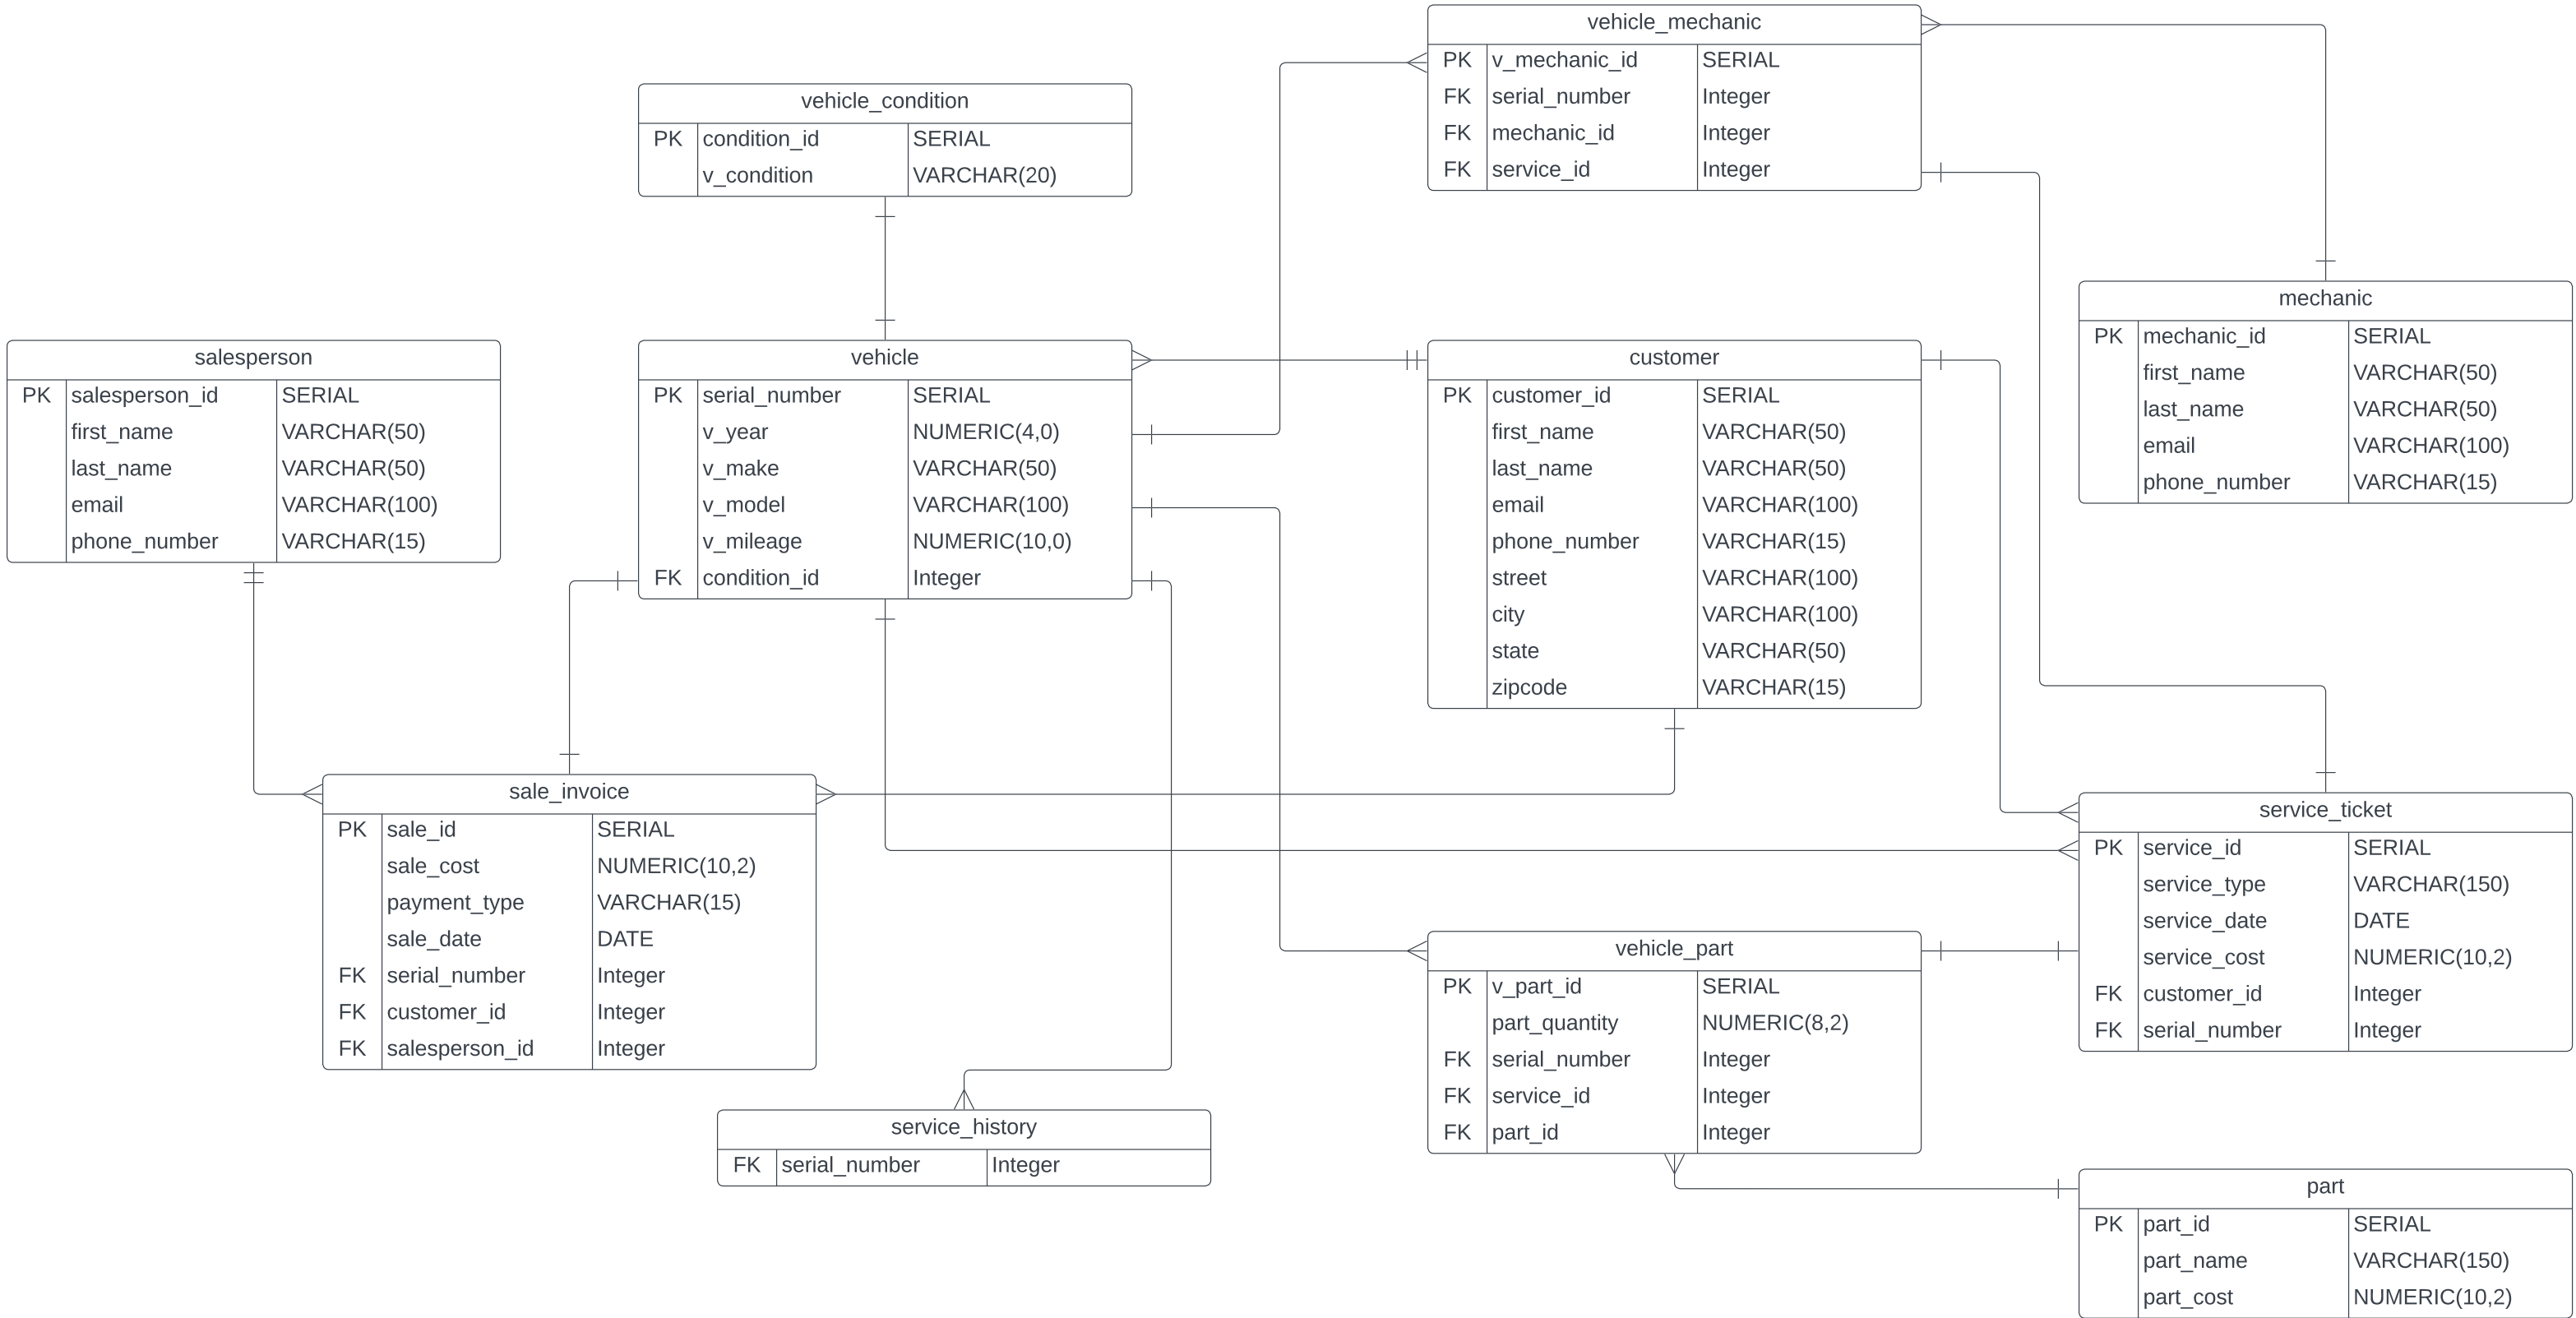 vehicle_mechanic
PK v_mechanic_id SERIAL
FK serial_number Integer
FK mechanic_id Integer
FK service_id Integer
vehicle_condition
PK condition_id SERIAL
v_condition VARCHAR(20)
mechanic
PK mechanic_id SERIAL
first_name VARCHAR(50)
last_name VARCHAR(50)
email VARCHAR(100)
phone_number VARCHAR(15)
salesperson
PK salesperson_id SERIAL
first_name VARCHAR(50)
last_name VARCHAR(50)
email VARCHAR(100)
phone_number VARCHAR(15)
vehicle
PK serial_number SERIAL
v_year NUMERIC(4,0)
v_make VARCHAR(50)
v_model VARCHAR(100)
v_mileage NUMERIC(10,0)
FK condition_id Integer
customer
PK customer_id SERIAL
first_name VARCHAR(50)
last_name VARCHAR(50)
email VARCHAR(100)
phone_number VARCHAR(15)
street VARCHAR(100)
city VARCHAR(100)
state VARCHAR(50)
zipcode VARCHAR(15)
sale_invoice
PK sale_id SERIAL
sale_cost NUMERIC(10,2)
payment_type VARCHAR(15)
sale_date DATE
FK serial_number Integer
FK customer_id Integer
FK salesperson_id Integer
service_ticket
PK service_id SERIAL
service_type VARCHAR(150)
service_date DATE
service_cost NUMERIC(10,2)
FK customer_id Integer
FK serial_number Integer
vehicle_part
PK v_part_id SERIAL
part_quantity NUMERIC(8,2)
FK serial_number Integer
FK service_id Integer
FK part_id Integer
service_history
FK serial_number Integer
part
PK part_id SERIAL
part_name VARCHAR(150)
part_cost NUMERIC(10,2)